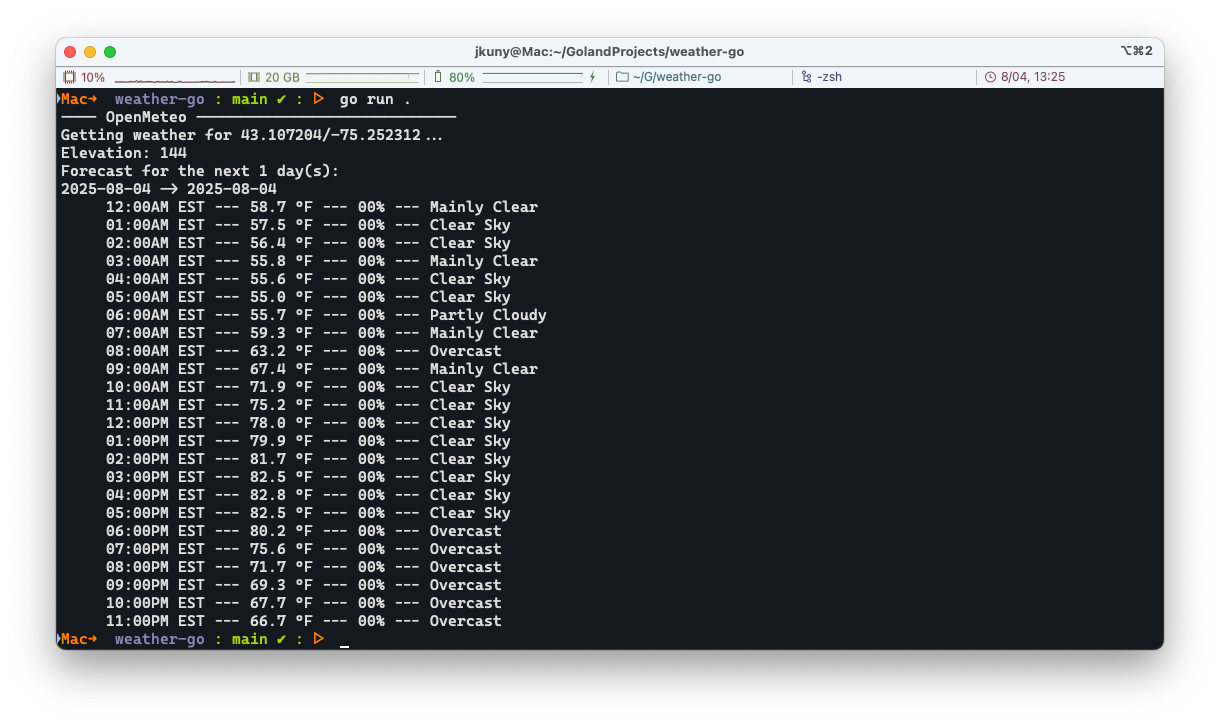 jkuny@Mac:~/GolandProjects/weather-go ⌥⌘2
10% 20 GB 80% ~/G/weather-go -zsh 8/04, 13:25
Mac➜ weather-go : main ✔ : ▷ go run .
──── OpenMeteo ─────────────────────────────
Getting weather for 43.107204/-75.252312...
Elevation: 144
Forecast for the next 1 day(s):
2025-08-04 --> 2025-08-04
12:00AM EST --- 58.7 °F --- 00% --- Mainly Clear
01:00AM EST --- 57.5 °F --- 00% --- Clear Sky
02:00AM EST --- 56.4 °F --- 00% --- Clear Sky
03:00AM EST --- 55.8 °F --- 00% --- Mainly Clear
04:00AM EST --- 55.6 °F --- 00% --- Clear Sky
05:00AM EST --- 55.0 °F --- 00% --- Clear Sky
06:00AM EST --- 55.7 °F --- 00% --- Partly Cloudy
07:00AM EST --- 59.3 °F --- 00% --- Mainly Clear
08:00AM EST --- 63.2 °F --- 00% --- Overcast
09:00AM EST --- 67.4 °F --- 00% --- Mainly Clear
10:00AM EST --- 71.9 °F --- 00% --- Clear Sky
11:00AM EST --- 75.2 °F --- 00% --- Clear Sky
12:00PM EST --- 78.0 °F --- 00% --- Clear Sky
01:00PM EST --- 79.9 °F --- 00% --- Clear Sky
02:00PM EST --- 81.7 °F --- 00% --- Clear Sky
03:00PM EST --- 82.5 °F --- 00% --- Clear Sky
04:00PM EST --- 82.8 °F --- 00% --- Clear Sky
05:00PM EST --- 82.5 °F --- 00% --- Clear Sky
06:00PM EST --- 80.2 °F --- 00% --- Overcast
07:00PM EST --- 75.6 °F --- 00% --- Overcast
08:00PM EST --- 71.7 °F --- 00% --- Overcast
09:00PM EST --- 69.3 °F --- 00% --- Overcast
10:00PM EST --- 67.7 °F --- 00% --- Overcast
11:00PM EST --- 66.7 °F --- 00% --- Overcast
Mac➜ weather-go : main ✔ : ▷ _